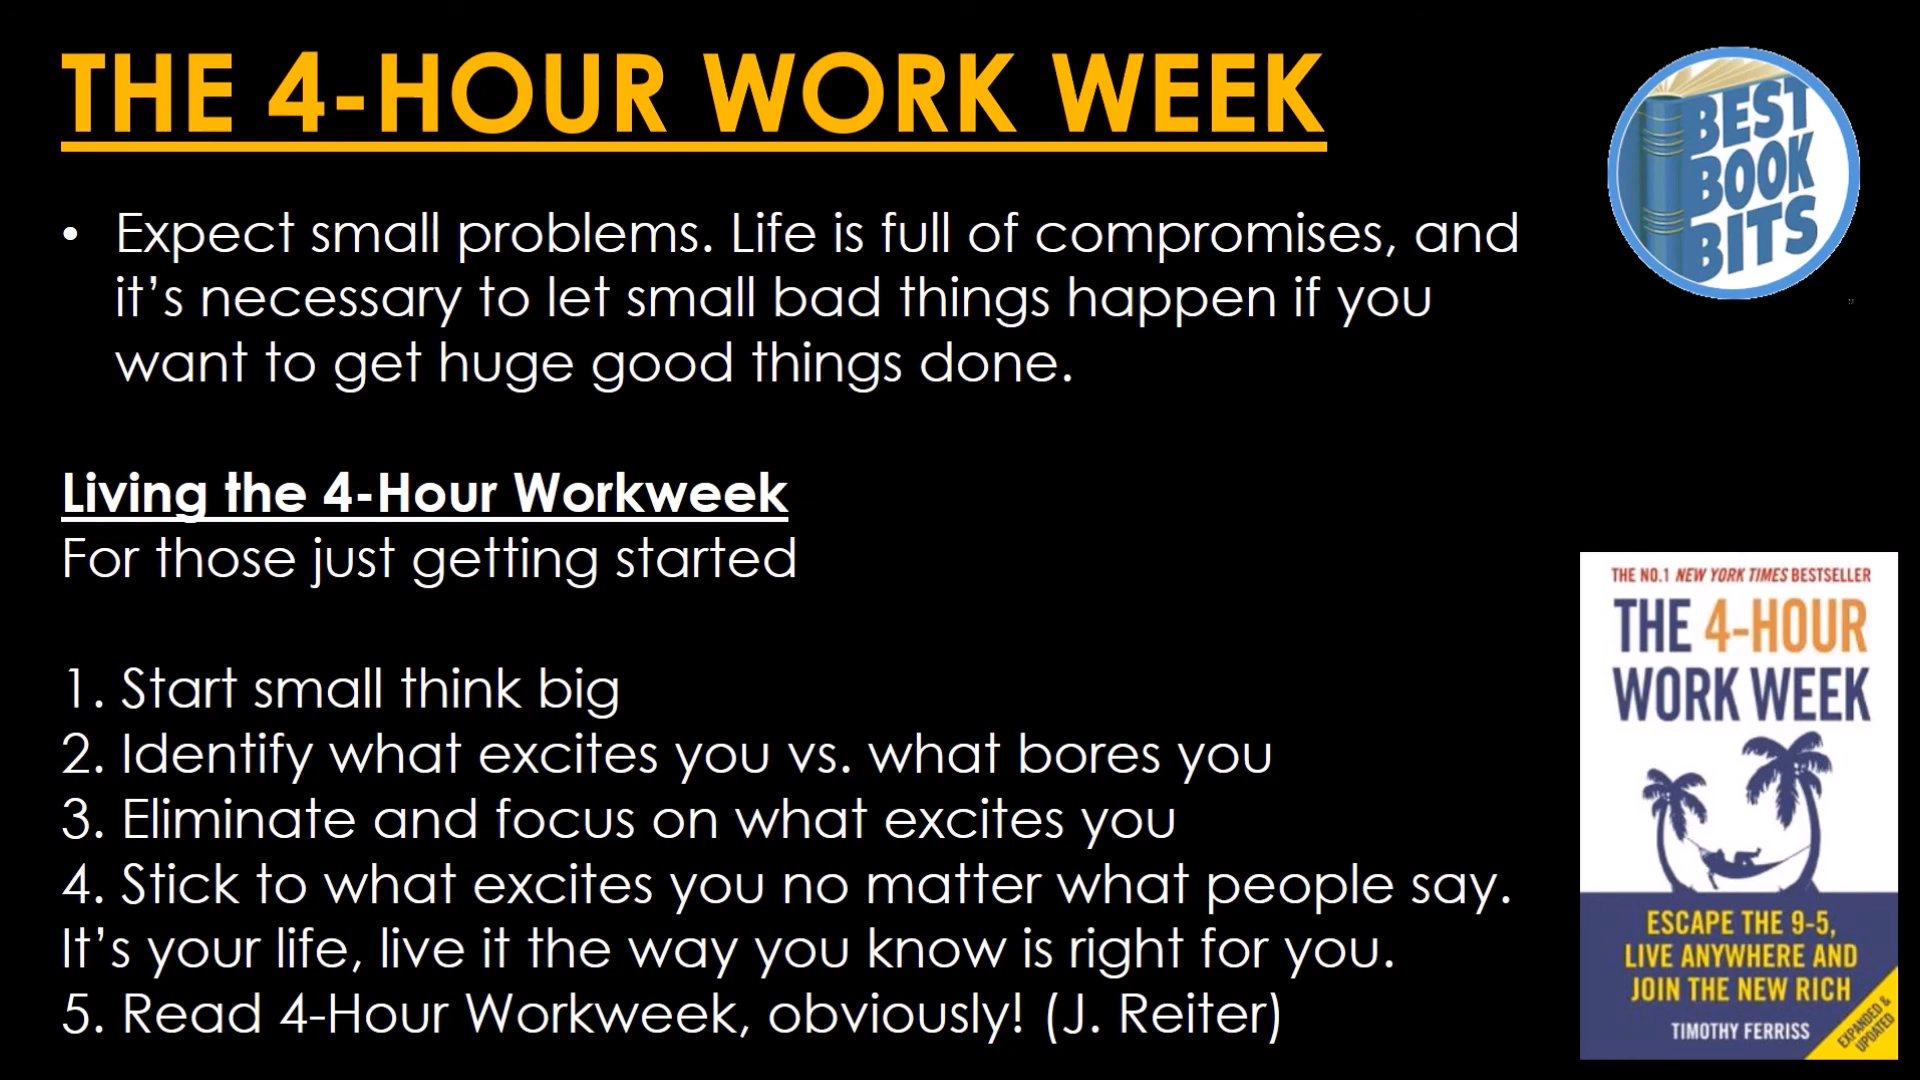 THE 4-HOUR WORK WEEK
BEST
BOOK
BITS
• Expect small problems. Life is full of compromises, and
it's necessary to let small bad things happen if you
want to get huge good things done.
Living the 4-Hour Workweek
For those just getting started
1. Start small think big
2. Identify what excites you vs. what bores you
3. Eliminate and focus on what excites you
4. Stick to what excites you no matter what people say.
It's your life, live it the way you know is right for you.
5. Read 4-Hour Workweek, obviously! (J. Reiter)
THE NO.1 NEW YORK TIMES BESTSELLER
THE 4-HOUR
WORK WEEK
ESCAPE THE 9-5,
LIVE ANYWHERE AND
JOIN THE NEW RICH
TIMOTHY FERRISS
EXPANDED &
UPDATED